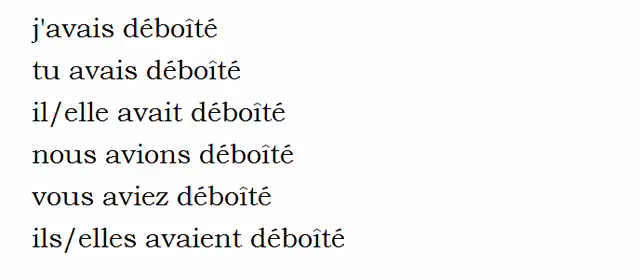 j'avais déboîté
tu avais déboîté
il/elle avait déboîté
nous avions déboîté
vous aviez déboîté
ils/elles avaient déboîté